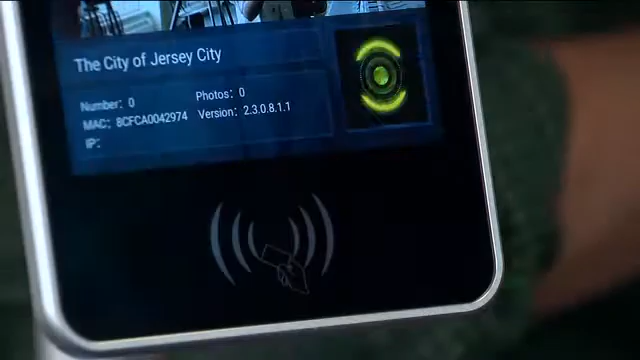 The City of Jersey City
Number: 0 Photos: 0
MAC: 8CFCA0042974 Version: 2.3.0.8.1.1
IP: